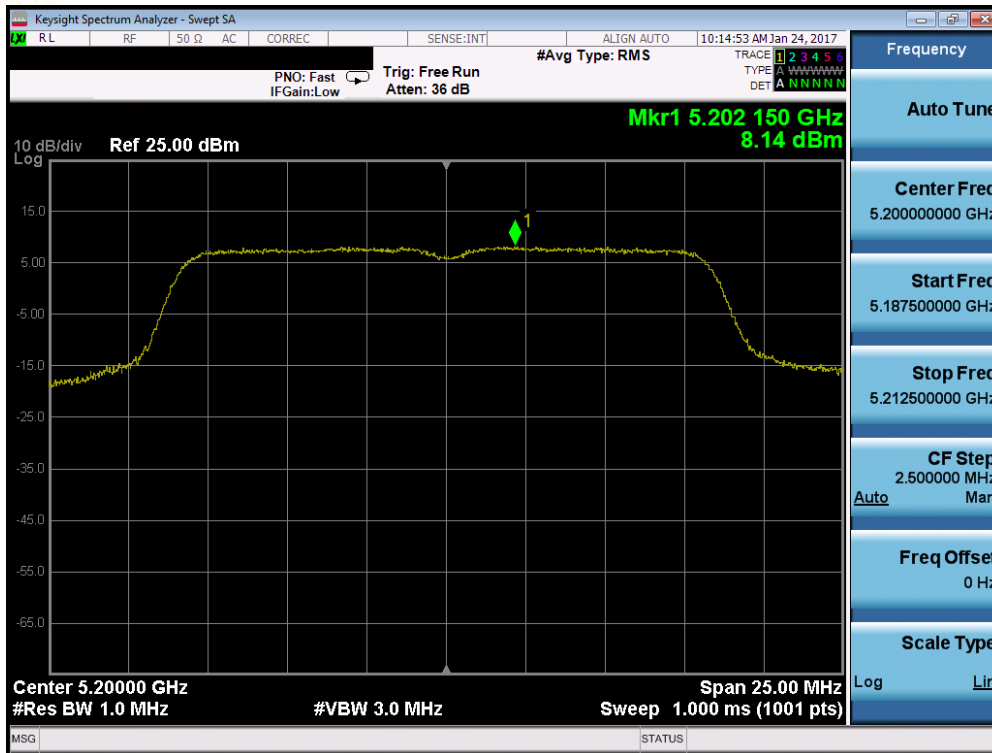 Keysight Spectrum Analyzer - Swept SA
LXI RL RF 50 Ω AC CORREC SENSE:INT ALIGN AUTO 10:14:53 AM Jan 24, 2017
#Avg Type: RMS TRACE 1 2 3 4 5 6
PNO: Fast Trig: Free Run TYPE A WWWWW
IFGain:Low Atten: 36 dB DET A N N N N N
Mkr1 5.202 150 GHz
8.14 dBm
10 dB/div Ref 25.00 dBm
Log
1
15.0
5.00
-5.00
-15.0
-25.0
-35.0
-45.0
-55.0
-65.0
Center 5.20000 GHz Span 25.00 MHz
#Res BW 1.0 MHz #VBW 3.0 MHz Sweep 1.000 ms (1001 pts)
MSG STATUS
Frequency
Auto Tune
Center Freq
5.200000000 GHz
Start Freq
5.187500000 GHz
Stop Freq
5.212500000 GHz
CF Step
2.500000 MHz
Auto Man
Freq Offset
0 Hz
Scale Type
Log Lin